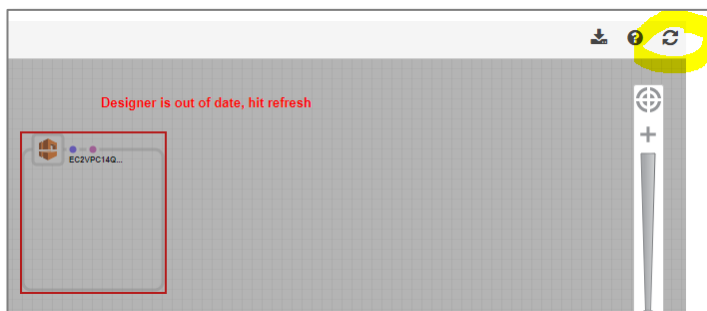 Designer is out of date, hit refresh
EC2VPC14Q...